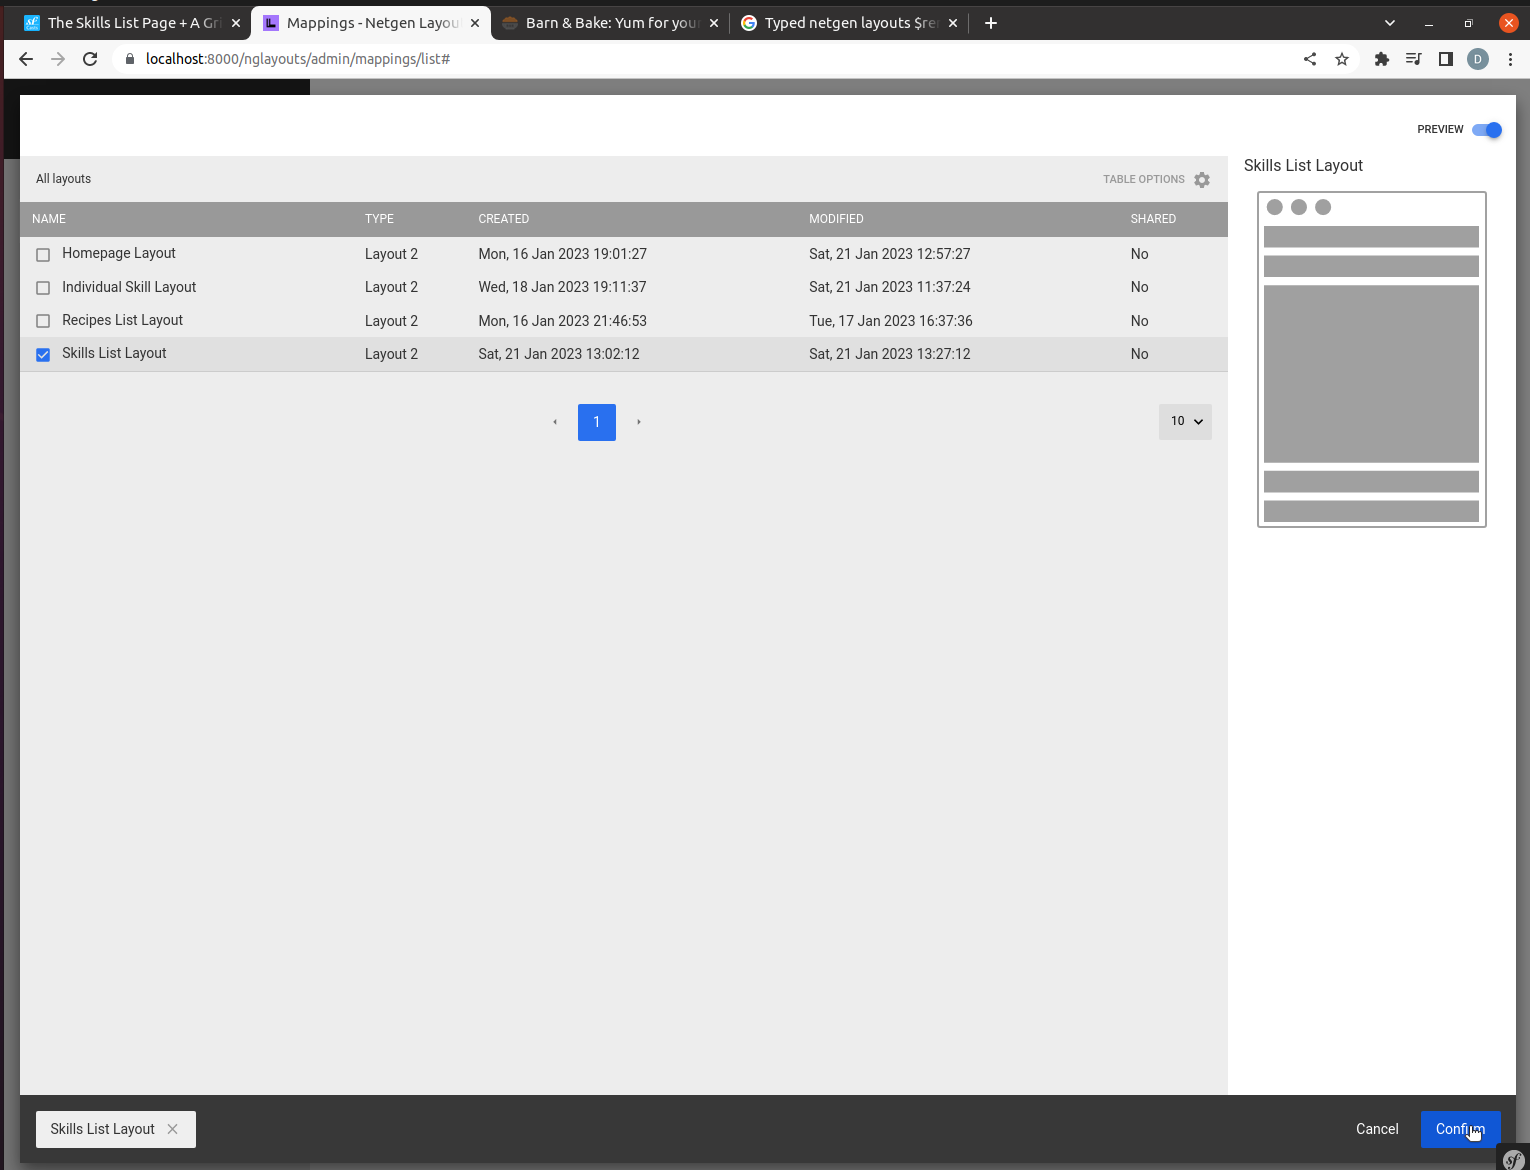 The Skills List Page + A Gri
Mappings - Netgen Layou
Barn & Bake: Yum for you
Typed netgen layouts $re
localhost:8000/nglayouts/admin/mappings/list#
D
PREVIEW
All layouts
TABLE OPTIONS
Skills List Layout
NAME TYPE CREATED MODIFIED SHARED
Homepage Layout Layout 2 Mon, 16 Jan 2023 19:01:27 Sat, 21 Jan 2023 12:57:27 No
Individual Skill Layout Layout 2 Wed, 18 Jan 2023 19:11:37 Sat, 21 Jan 2023 11:37:24 No
Recipes List Layout Layout 2 Mon, 16 Jan 2023 21:46:53 Tue, 17 Jan 2023 16:37:36 No
Skills List Layout Layout 2 Sat, 21 Jan 2023 13:02:12 Sat, 21 Jan 2023 13:27:12 No
1
10
Skills List Layout
Cancel
Confirm
sf